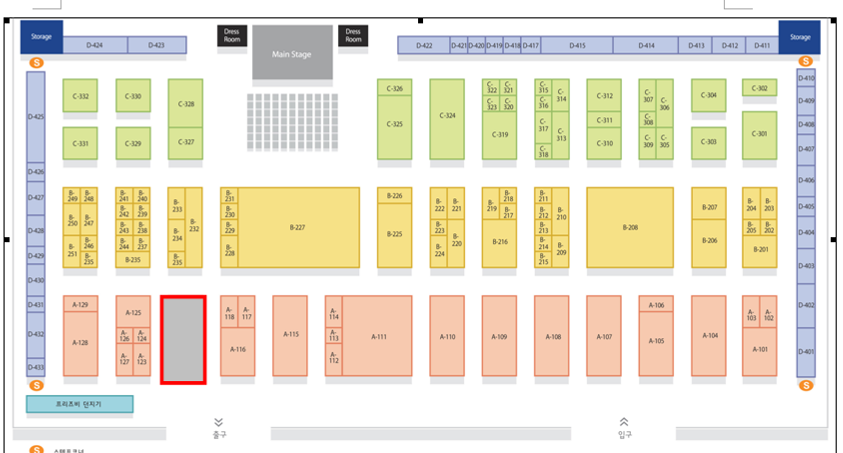 Storage
D-424
D-423
Dress
Room
Main Stage
Dress
Room
D-422
D-421
D-420
D-419
D-418
D-417
D-415
D-414
D-413
D-412
D-411
Storage
S
S
D-425
D-426
D-427
D-428
D-429
D-430
D-431
D-432
D-433
C-332
C-330
C-328
C-331
C-329
C-327
C-326
C-325
C-324
C-
322
C-
321
C-
323
C-
320
C-319
C-
315
C-
316
C-
314
C-
317
C-
313
C-
318
C-312
C-311
C-310
C-
307
C-
306
C-
308
C-
309
C-
305
C-304
C-303
C-302
C-301
D-410
D-409
D-408
D-407
D-406
D-405
D-404
D-403
D-402
D-401
B-
249
B-
248
B-
250
B-
247
B-
246
B-
251
B-
235
B-
241
B-
240
B-
242
B-
239
B-
243
B-
238
B-
244
B-
237
B-235
B-
233
B-
234
B-
232
B-
235
B-
231
B-
230
B-
229
B-
228
B-227
B-226
B-225
B-
222
B-
221
B-
223
B-
220
B-
224
B-
219
B-
218
B-
217
B-216
B-
211
B-
212
B-
210
B-
213
B-
214
B-
209
B-
215
B-208
B-207
B-206
B-
204
B-
203
B-
205
B-
202
B-201
A-129
A-128
A-125
A-
126
A-
124
A-
127
A-
123
A-
118
A-
117
A-116
A-115
A-
114
A-
113
A-
112
A-111
A-110
A-109
A-108
A-107
A-106
A-105
A-104
A-
103
A-
102
A-101
S
S
프리즈비 던지기
출구
입구
S